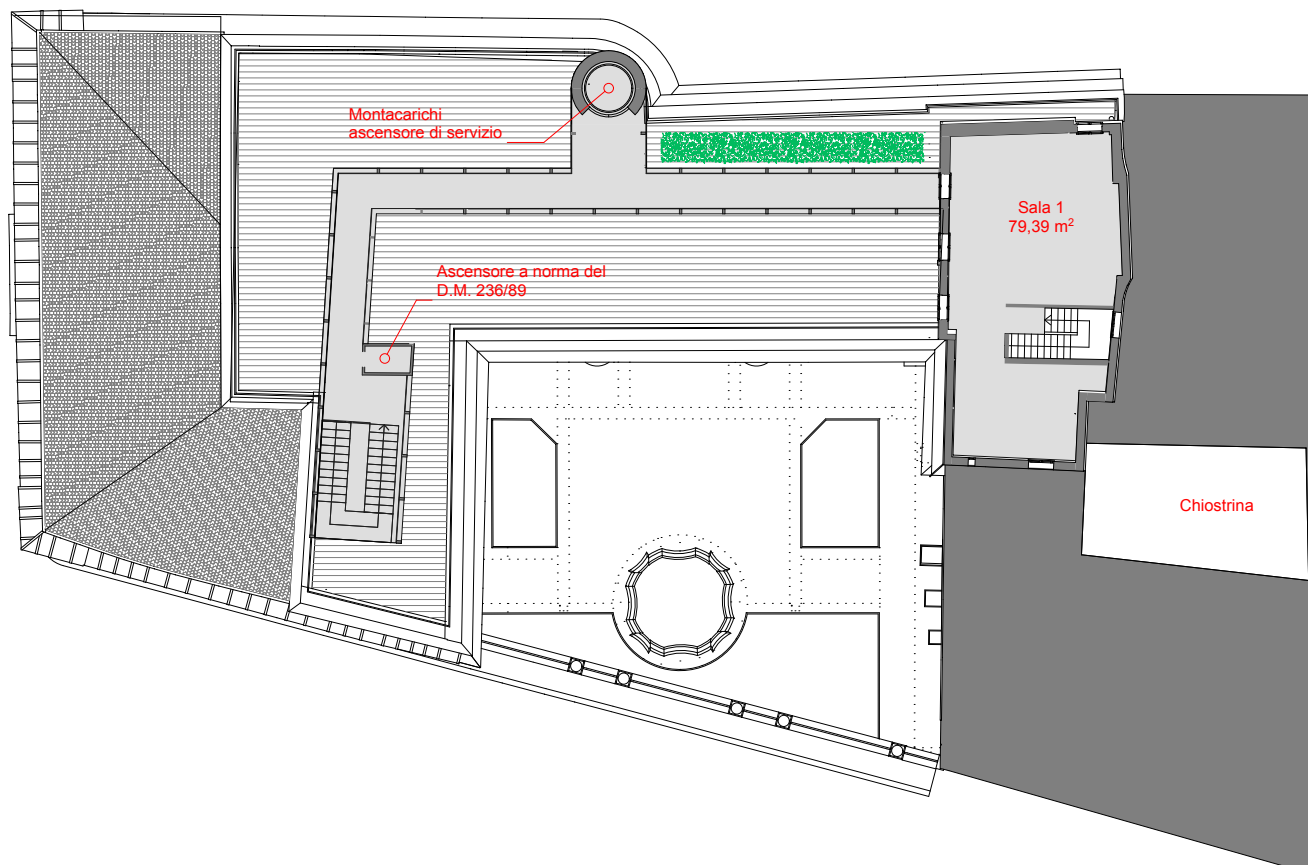 Montacarichi
ascensore di servizio
Sala 1
79,39 m²
Ascensore a norma del
D.M. 236/89
Chiostrina